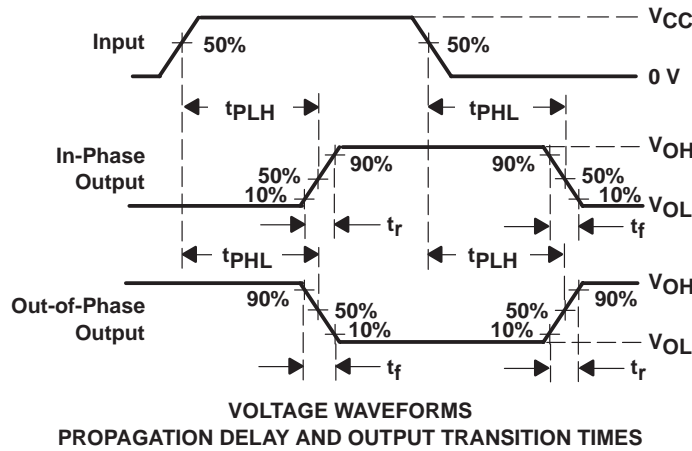 VCC
Input
50%
50%
0 V
tPLH
tPHL
In-Phase
Output
VOH
90%
90%
50%
50%
10%
10%
VOL
tr
tf
tPHL
tPLH
Out-of-Phase
Output
VOH
90%
90%
50%
50%
10%
10%
VOL
tf
tr
VOLTAGE WAVEFORMS
PROPAGATION DELAY AND OUTPUT TRANSITION TIMES